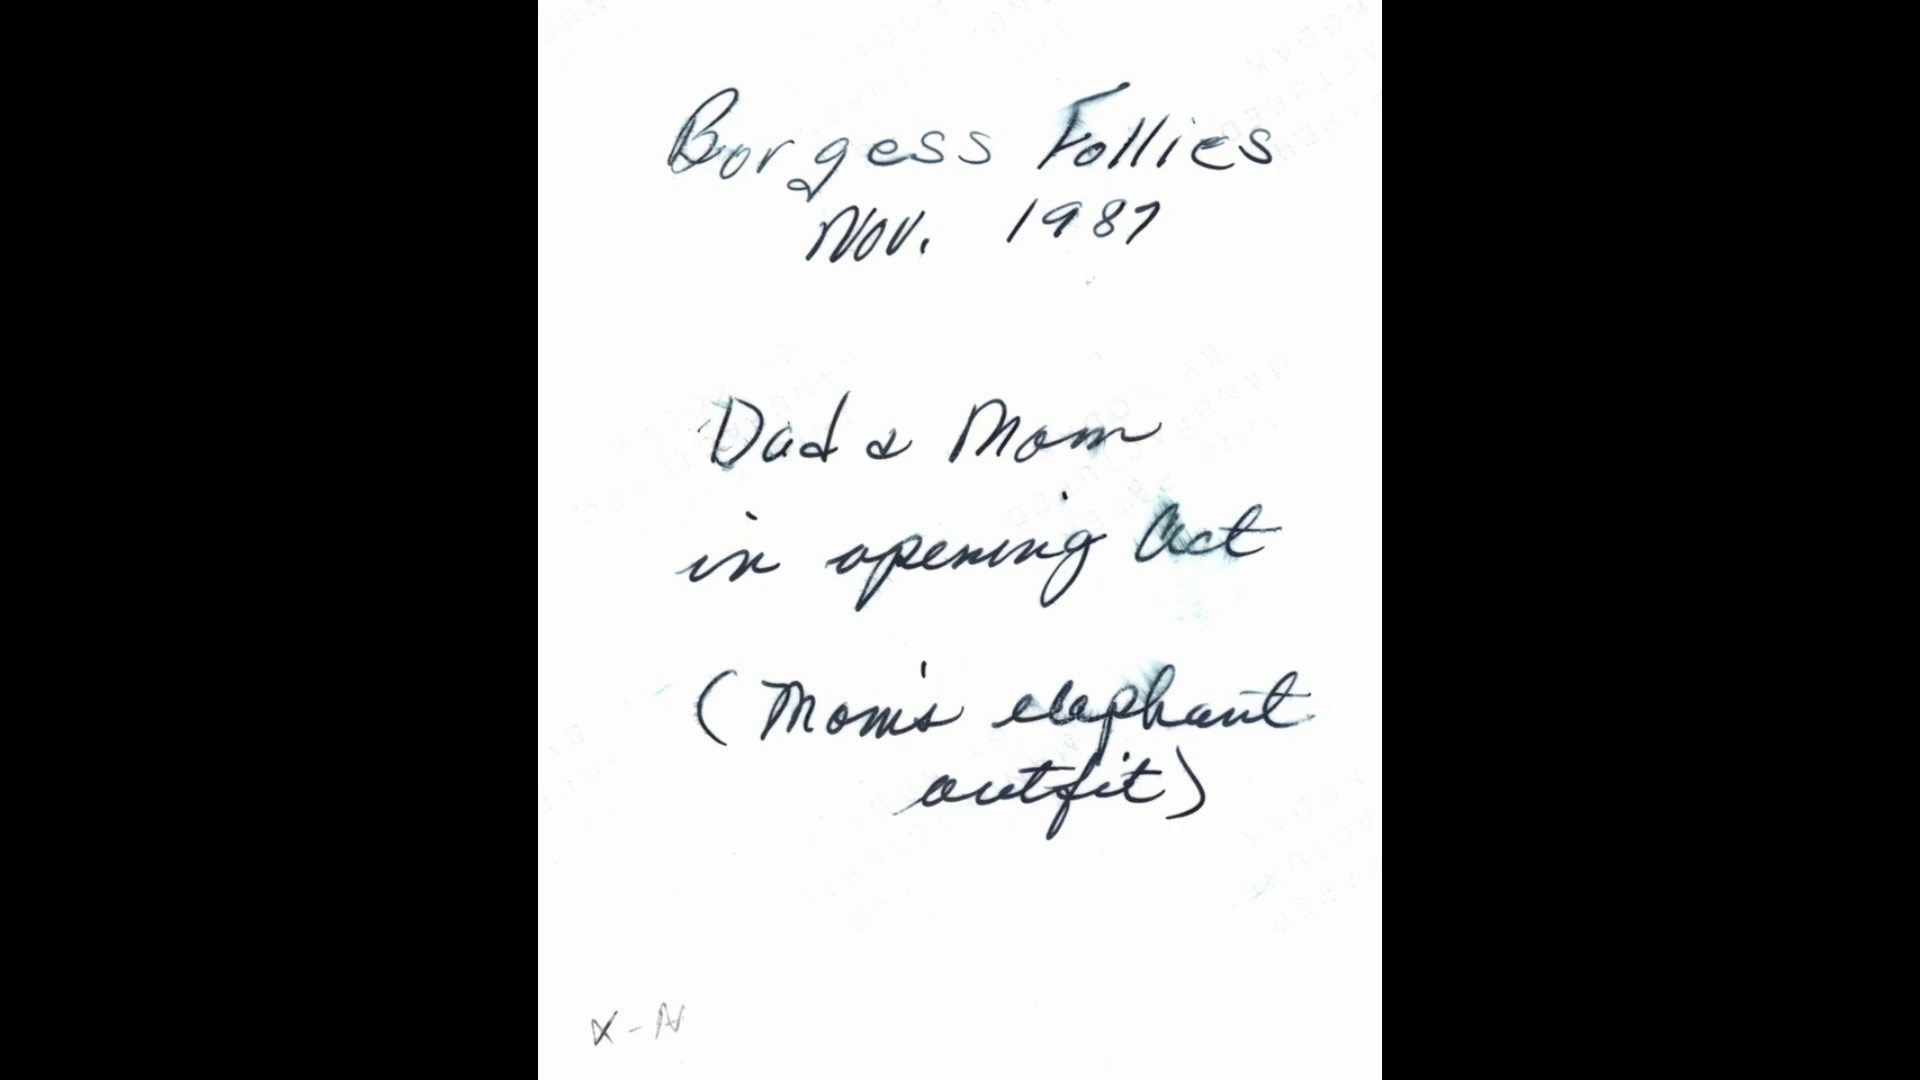 Borgess Follies
Nov. 1987
Dad & Mom
in opening Act
(Mom's elephant
outfit)
X-N